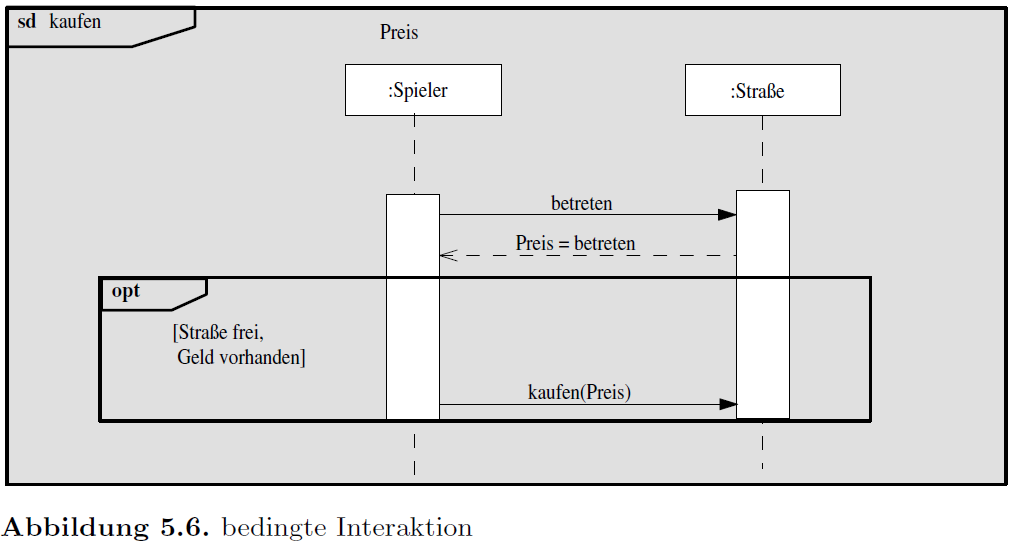 sd kaufen
Preis
:Spieler
:Straße
betreten
Preis = betreten
opt
[Straße frei,
Geld vorhanden]
kaufen(Preis)
Abbildung 5.6. bedingte Interaktion